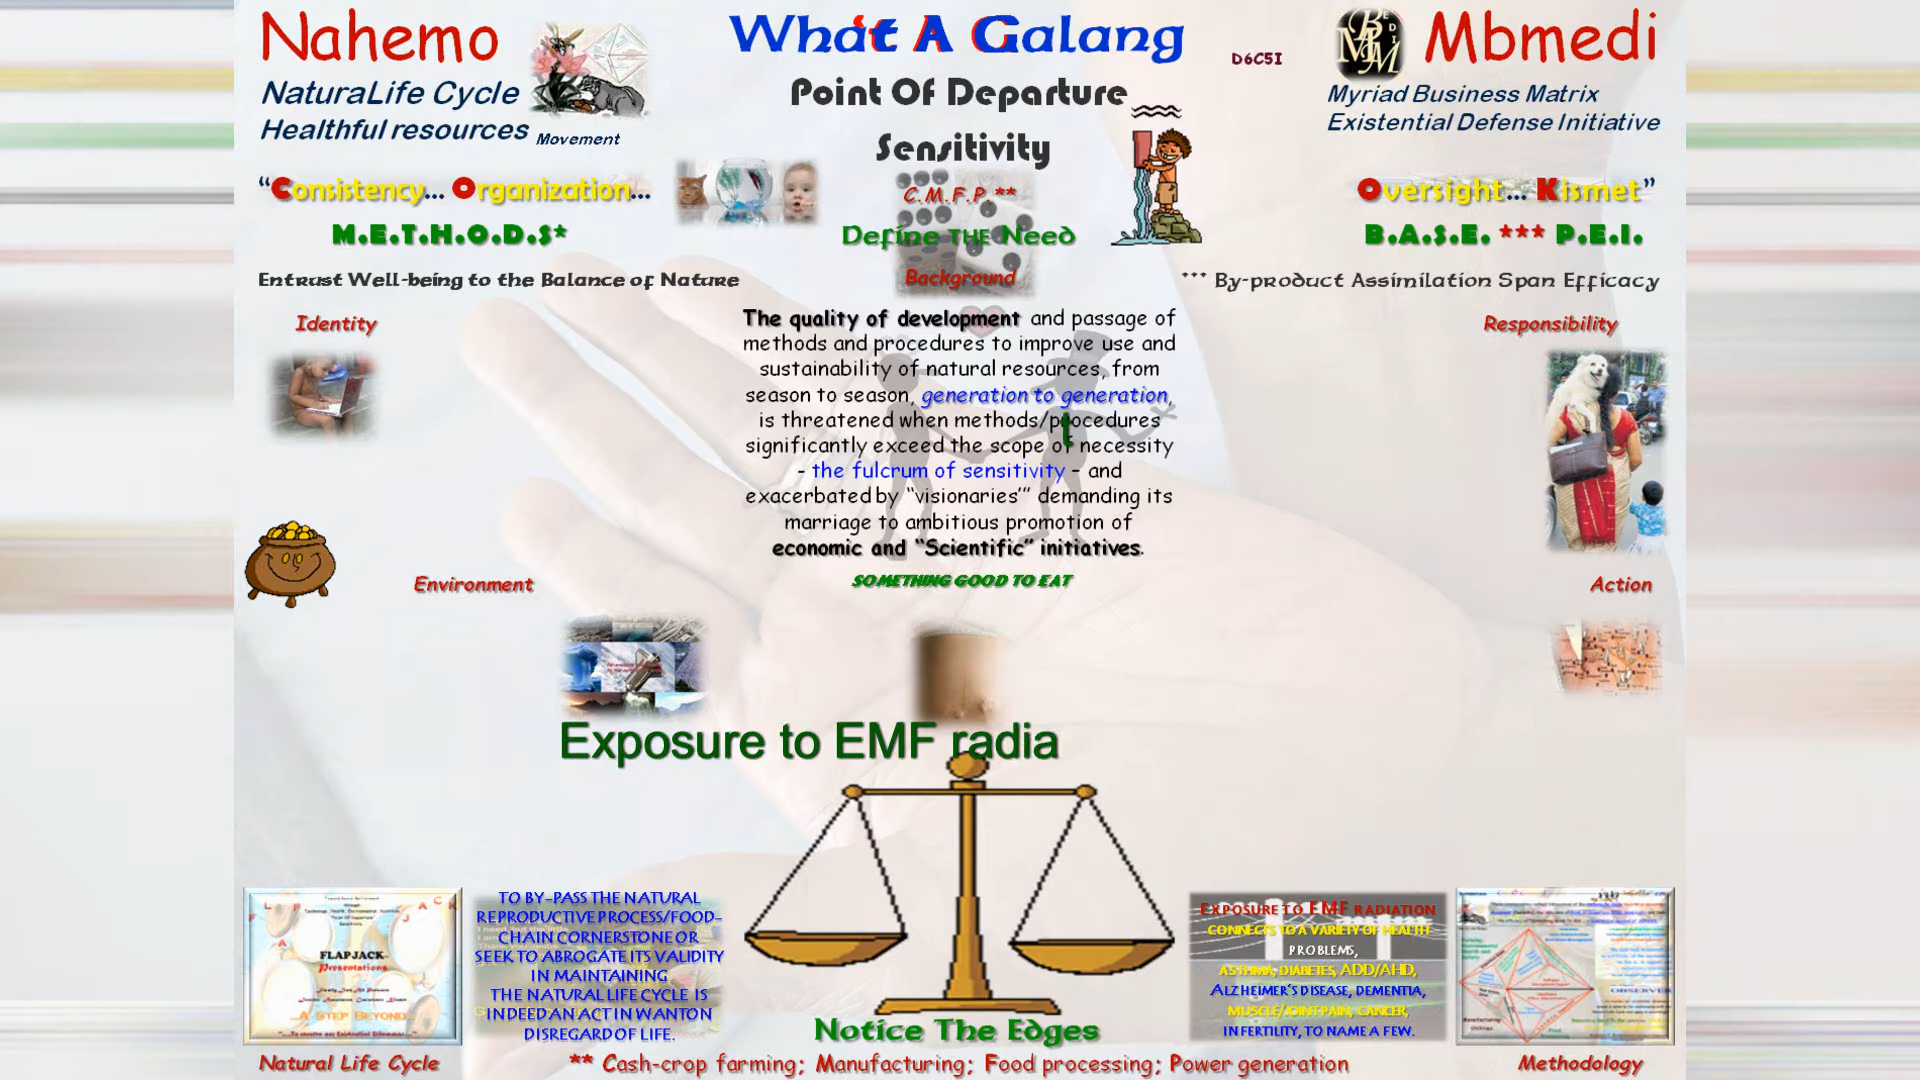 Nahemo
NaturaLife Cycle
Healthful resources Movement
"Consistency... Organization...
M.E.T.H.O.D.S*
Entrust Well-being to the Balance of Nature
What A Galang
Point Of Departure
Sensitivity
C.M.F.P. **
Define THE Need
Background
D6C5I
Mbmedi
Myriad Business Matrix
Existential Defense Initiative
Oversight... Kismet"
B.A.S.E. *** P.E.I.
*** By-product Assimilation Span Efficacy
Identity
Responsibility
The quality of development and passage of
methods and procedures to improve use and
sustainability of natural resources, from
season to season, generation to generation,
is threatened when methods/procedures
significantly exceed the scope of necessity
- the fulcrum of sensitivity - and
exacerbated by "visionaries'" demanding its
marriage to ambitious promotion of
economic and "Scientific" initiatives.
SOMETHING GOOD TO EAT
Environment
Action
Exposure to EMF radia
FLAPJACK
Presentations
A STEP BEYOND
TO BY-PASS THE NATURAL
REPRODUCTIVE PROCESS/FOOD-
CHAIN CORNERSTONE OR
SEEK TO ABROGATE ITS VALIDITY
IN MAINTAINING
THE NATURAL LIFE CYCLE IS
INDEED AN ACT IN WANTON
DISREGARD OF LIFE.
Notice The Edges
EXPOSURE TO EMF RADIATION
CONNECTS TO A VARIETY OF HEALTH
PROBLEMS,
ASTHMA, DIABETES, ADD/AHD,
ALZHEIMER'S DISEASE, DEMENTIA,
MUSCLE/JOINT PAIN, CANCER,
INFERTILITY, TO NAME A FEW.
OBSERVER
Natural Life Cycle
** Cash-crop farming; Manufacturing; Food processing; Power generation
Methodology